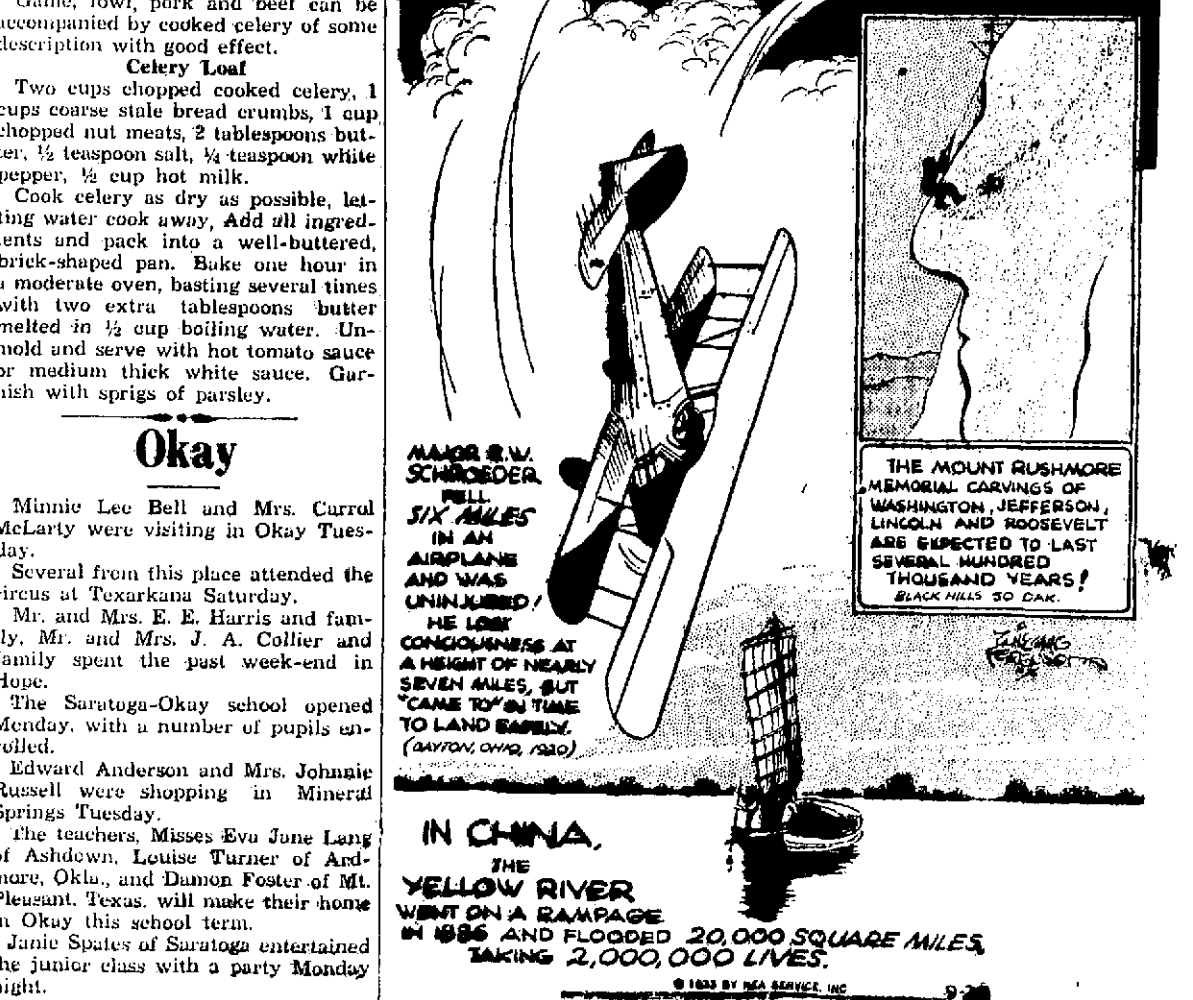 Game, fowl, pork and beef can be
accompanied by cooked celery of some
description with good effect.
Celery Loaf
Two cups chopped cooked celery, 1
cups coarse stale bread crumbs, 1 cup
chopped nut meats, 2 tablespoons but-
ter, ½ teaspoon salt, ¼ teaspoon white
pepper, ½ cup hot milk.
Cook celery as dry as possible, let-
ting water cook away, Add all ingred-
ients and pack into a well-buttered,
brick-shaped pan. Bake one hour in
a moderate oven, basting several times
with two extra tablespoons butter
melted in ½ cup boiling water. Un-
mold and serve with hot tomato sauce
or medium thick white sauce. Gar-
nish with sprigs of parsley.
Okay
Minnie Lee Bell and Mrs. Carrol
McLarty were visiting in Okay Tues-
day.
Several from this place attended the
circus at Texarkana Saturday.
Mr. and Mrs. E. E. Harris and fam-
ily, Mr. and Mrs. J. A. Collier and
family spent the past week-end in
Hope.
The Saratoga-Okay school opened
Monday, with a number of pupils en-
rolled.
Edward Anderson and Mrs. Johnnie
Russell were shopping in Mineral
Springs Tuesday.
The teachers, Misses Eva Jane Lang
of Ashdown, Louise Turner of Ard-
more, Okla., and Damon Foster of Mt.
Pleasant, Texas, will make their home
in Okay this school term.
Janie Spates of Saratoga entertained
the junior class with a party Monday
night.
MAJOR R.W.
SCHROEDER
FELL
SIX MILES
IN AN
AIRPLANE
AND WAS
UNINJURED!
HE LOST
CONCIOUSNESS AT
A HEIGHT OF NEARLY
SEVEN MILES, BUT
"CAME TO" IN TIME
TO LAND SAFELY.
(DAYTON, OHIO, 1920)
THE MOUNT RUSHMORE
MEMORIAL CARVINGS OF
WASHINGTON, JEFFERSON,
LINCOLN AND ROOSEVELT
ARE EXPECTED TO LAST
SEVERAL HUNDRED
THOUSAND YEARS!
BLACK HILLS SO DAK.
IN CHINA,
THE
YELLOW RIVER
WENT ON A RAMPAGE
IN 1886 AND FLOODED 20,000 SQUARE MILES,
TAKING 2,000,000 LIVES.
© 1933 BY NEA SERVICE, INC